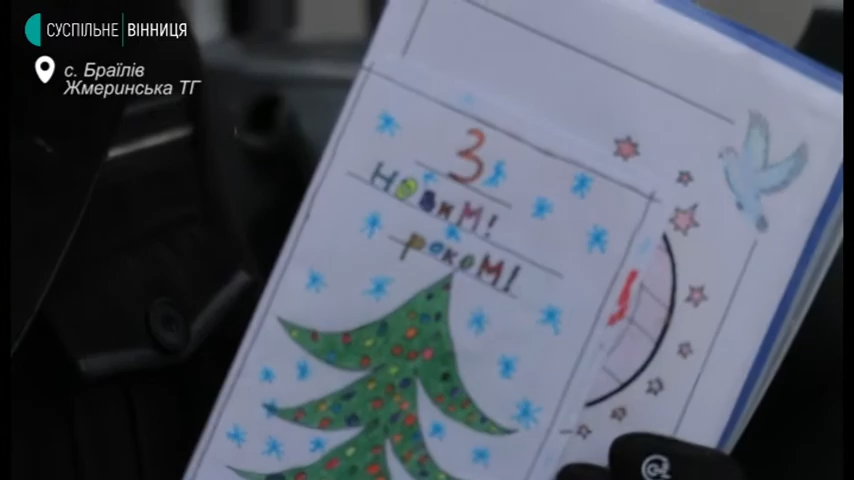 СУСПІЛЬНЕ ВІННИЦЯ
с. Браїлів
Жмеринська ТГ
З
Новим!
роком!